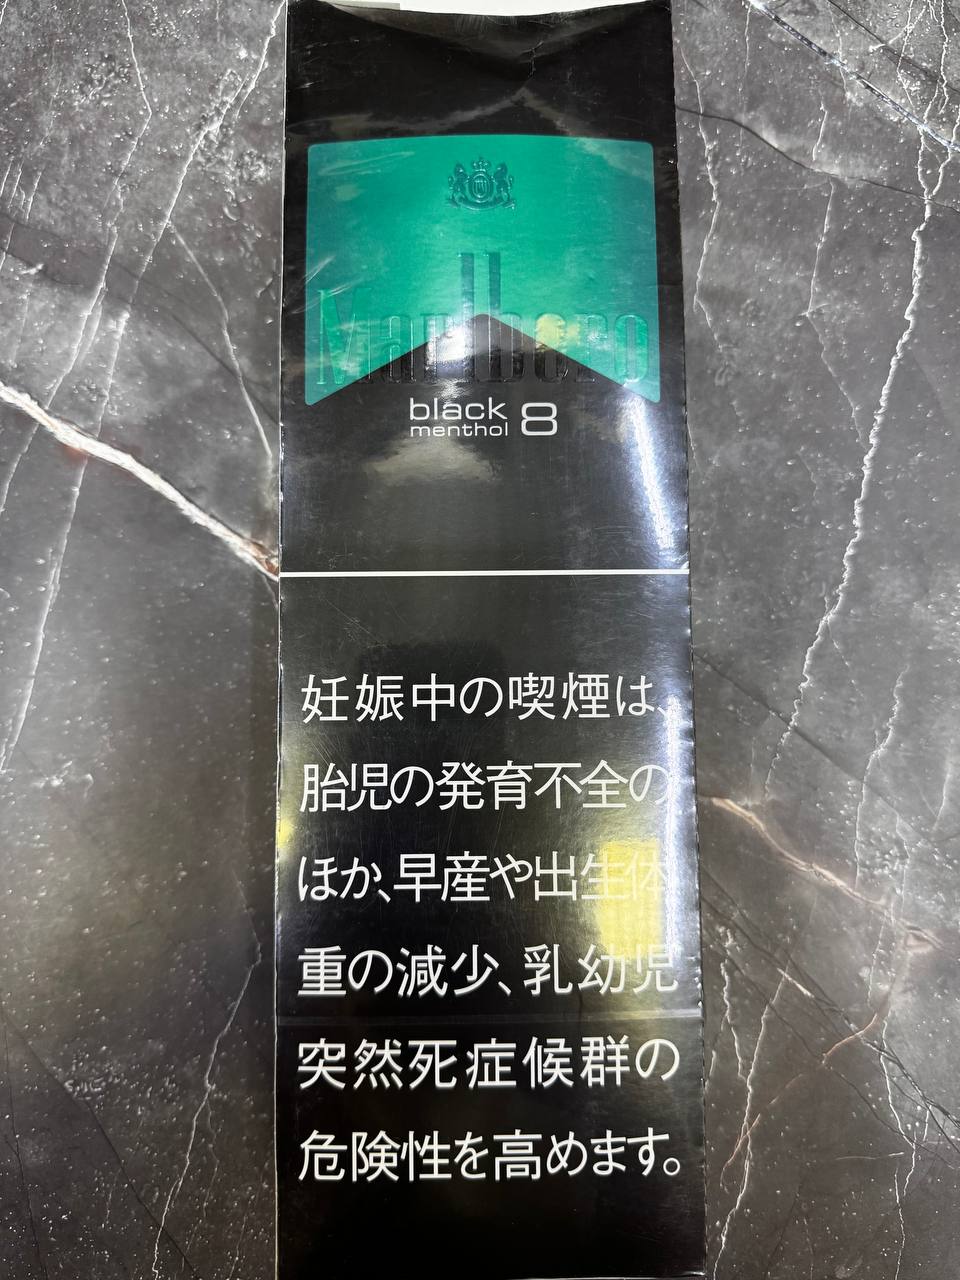 Marlboro
black
menthol 8
妊娠中の喫煙は、
胎児の発育不全の
ほか、早産や出生体
重の減少、乳幼児
突然死症候群の
危険性を高めます。